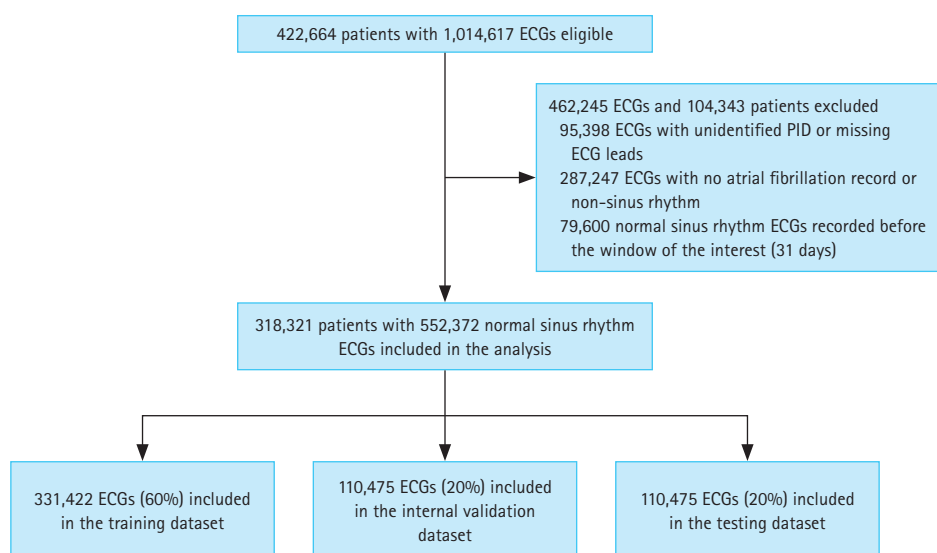 422,664 patients with 1,014,617 ECGs eligible
462,245 ECGs and 104,343 patients excluded
95,398 ECGs with unidentified PID or missing
ECG leads
287,247 ECGs with no atrial fibrillation record or
non-sinus rhythm
79,600 normal sinus rhythm ECGs recorded before
the window of the interest (31 days)
318,321 patients with 552,372 normal sinus rhythm
ECGs included in the analysis
331,422 ECGs (60%) included
in the training dataset
110,475 ECGs (20%) included
in the internal validation
dataset
110,475 ECGs (20%) included
in the testing dataset